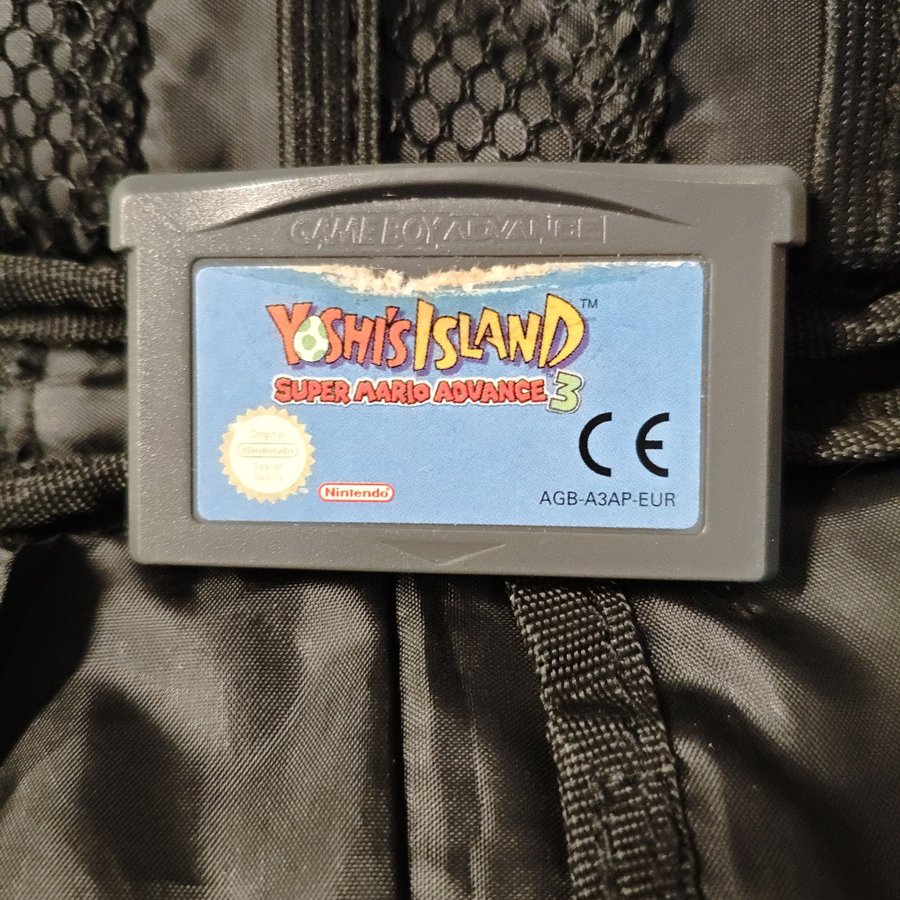 GAME BOY ADVANCE
YOSHI'S ISLAND™
SUPER MARIO ADVANCE 3
Original
Nintendo
Seal of
Quality
™
Nintendo
AGB-A3AP-EUR
CE